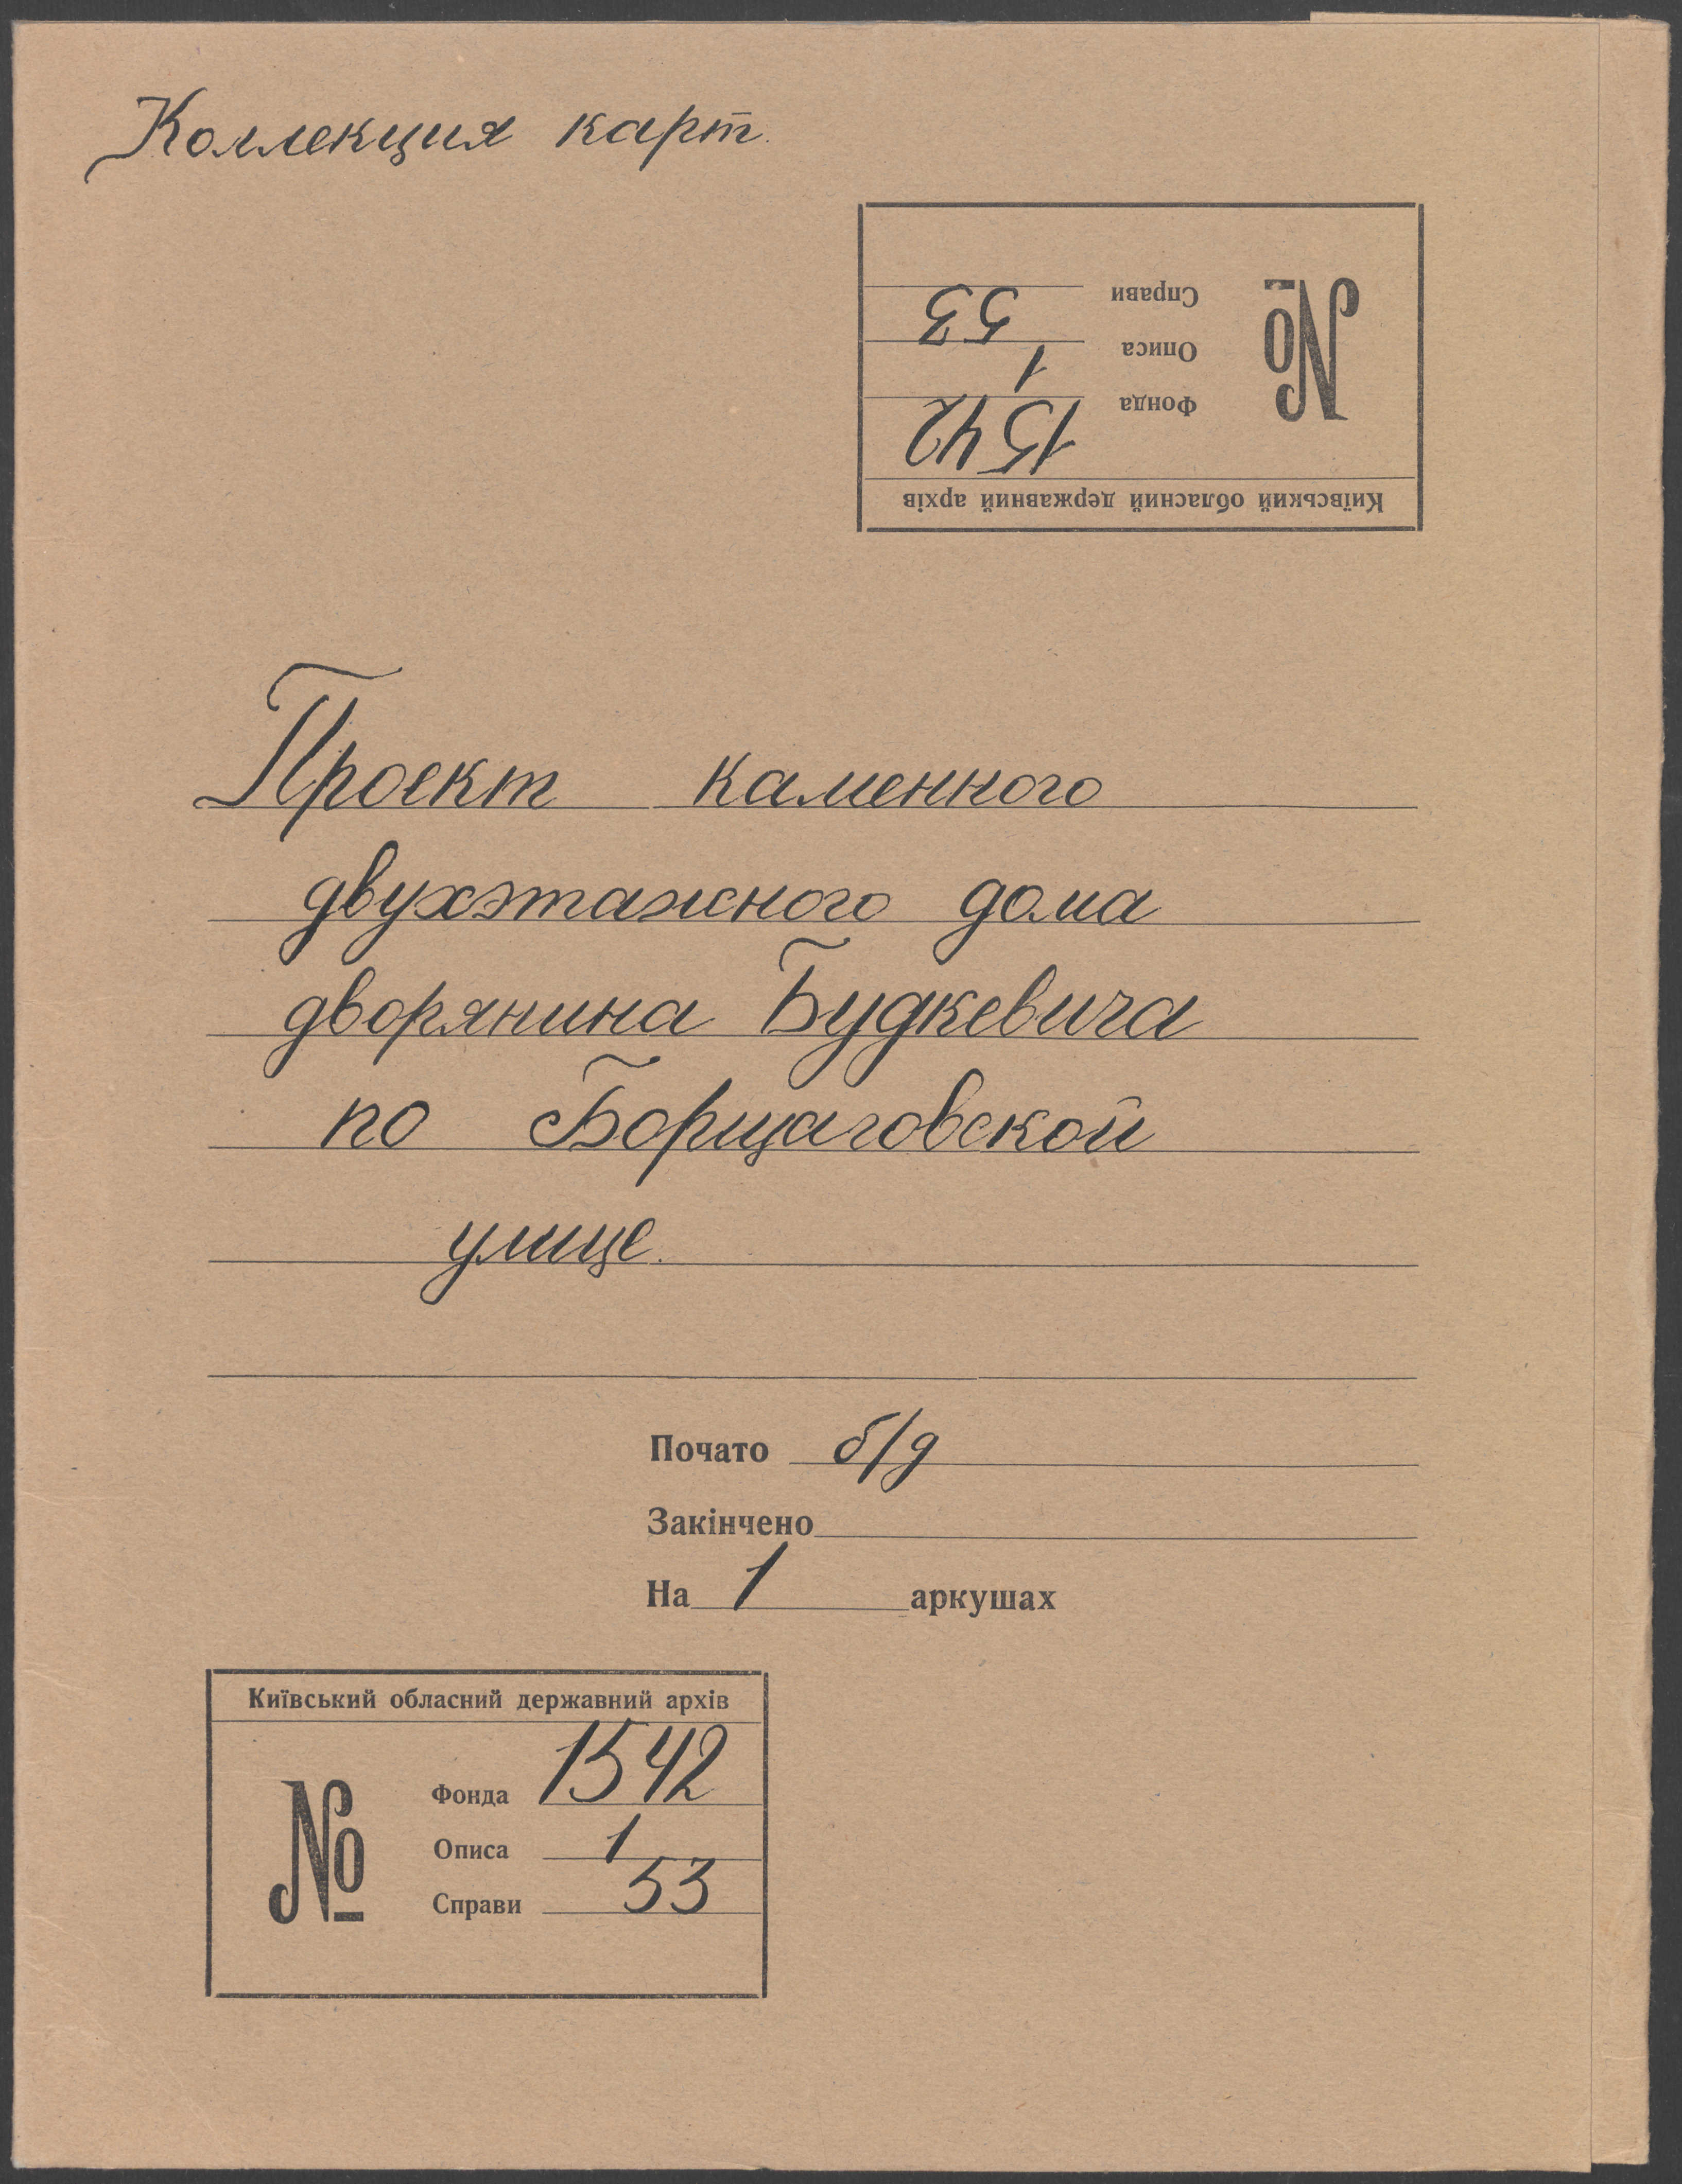 Коллекция карт.
Київський обласний державний архів
№
Фонда 1542
Описа 1
Справи 53
Проект каменного
двухэтажного дома
дворянина Будкевича
по Борщаговской
улице.
Почато б/д
Закінчено
На 1 аркушах
Київський обласний державний архів
№
Фонда 1542
Описа 1
Справи 53